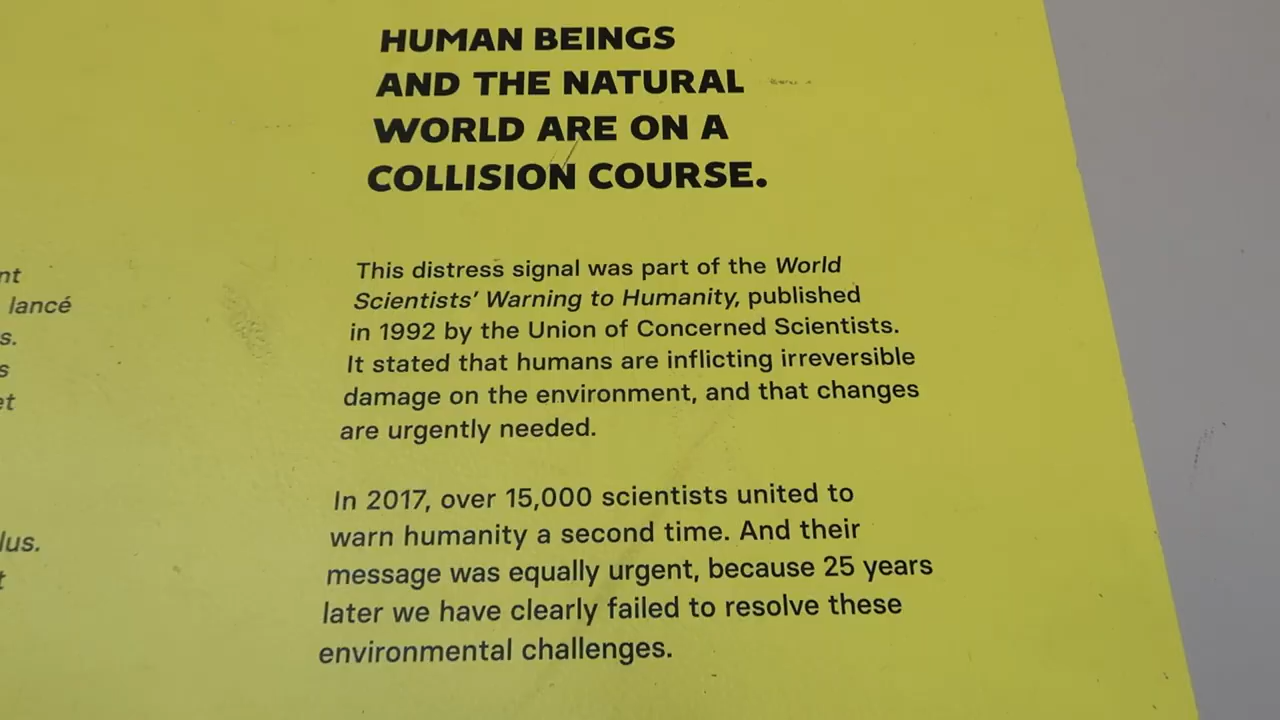 HUMAN BEINGS
AND THE NATURAL
WORLD ARE ON A
COLLISION COURSE.
This distress signal was part of the World
Scientists' Warning to Humanity, published
in 1992 by the Union of Concerned Scientists.
It stated that humans are inflicting irreversible
damage on the environment, and that changes
are urgently needed.
In 2017, over 15,000 scientists united to
warn humanity a second time. And their
message was equally urgent, because 25 years
later we have clearly failed to resolve these
environmental challenges.
lancé